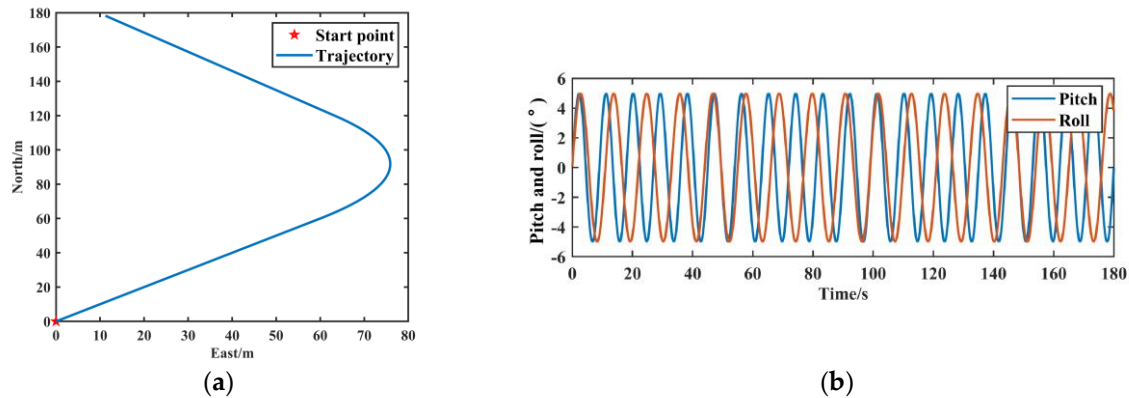 180
160
140
120
100
80
60
40
20
0
North/m
0 10 20 30 40 50 60 70 80
East/m
Start point
Trajectory
(a)
6
4
2
0
-2
-4
-6
Pitch and roll/(°)
0 20 40 60 80 100 120 140 160 180
Time/s
Pitch
Roll
(b)